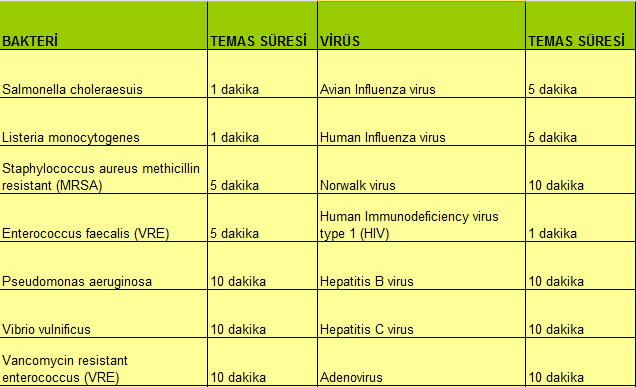 BAKTERİ TEMAS SÜRESİ VİRÜS TEMAS SÜRESİ
Salmonella choleraesuis 1 dakika Avian Influenza virus 5 dakika
Listeria monocytogenes 1 dakika Human Influenza virus 5 dakika
Staphylococcus aureus methicillin
resistant (MRSA) 5 dakika Norwalk virus 10 dakika
Human Immunodeficiency virus
Enterococcus faecalis (VRE) 5 dakika type 1 (HIV) 1 dakika
Pseudomonas aeruginosa 10 dakika Hepatitis B virus 10 dakika
Vibrio vulnificus 10 dakika Hepatitis C virus 10 dakika
Vancomycin resistant
enterococcus (VRE) 10 dakika Adenovirus 10 dakika